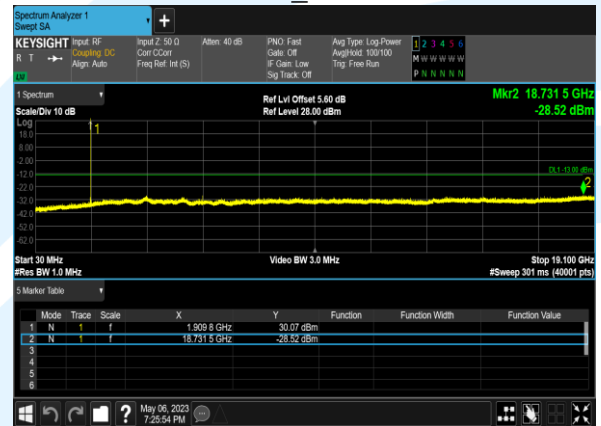 Spectrum Analyzer 1
Swept SA
KEYSIGHT Input: RF Input Z: 50 Ω Atten: 40 dB PNO: Fast Avg Type: Log-Power 1 2 3 4 5 6
R T Coupling: DC Corr CCorr Gate: Off Avg|Hold: 100/100 M W W W W W
Align: Auto Freq Ref: Int (S) IF Gain: Low Trig: Free Run P N N N N N
Sig Track: Off
LV
1 Spectrum Ref Lvl Offset 5.60 dB Mkr2 18.731 5 GHz
Scale/Div 10 dB Ref Level 28.00 dBm -28.52 dBm
Log
18.0 1
8.00
-2.00
-12.0 DL1 -13.00 dBm
-22.0 2
-32.0
-42.0
-52.0
-62.0
Start 30 MHz Video BW 3.0 MHz Stop 19.100 GHz
#Res BW 1.0 MHz #Sweep 301 ms (40001 pts)
5 Marker Table
Mode Trace Scale X Y Function Function Width Function Value
1 N 1 f 1.909 8 GHz 30.07 dBm
2 N 1 f 18.731 5 GHz -28.52 dBm
3
4
5
6
? May 06, 2023
7:25:54 PM